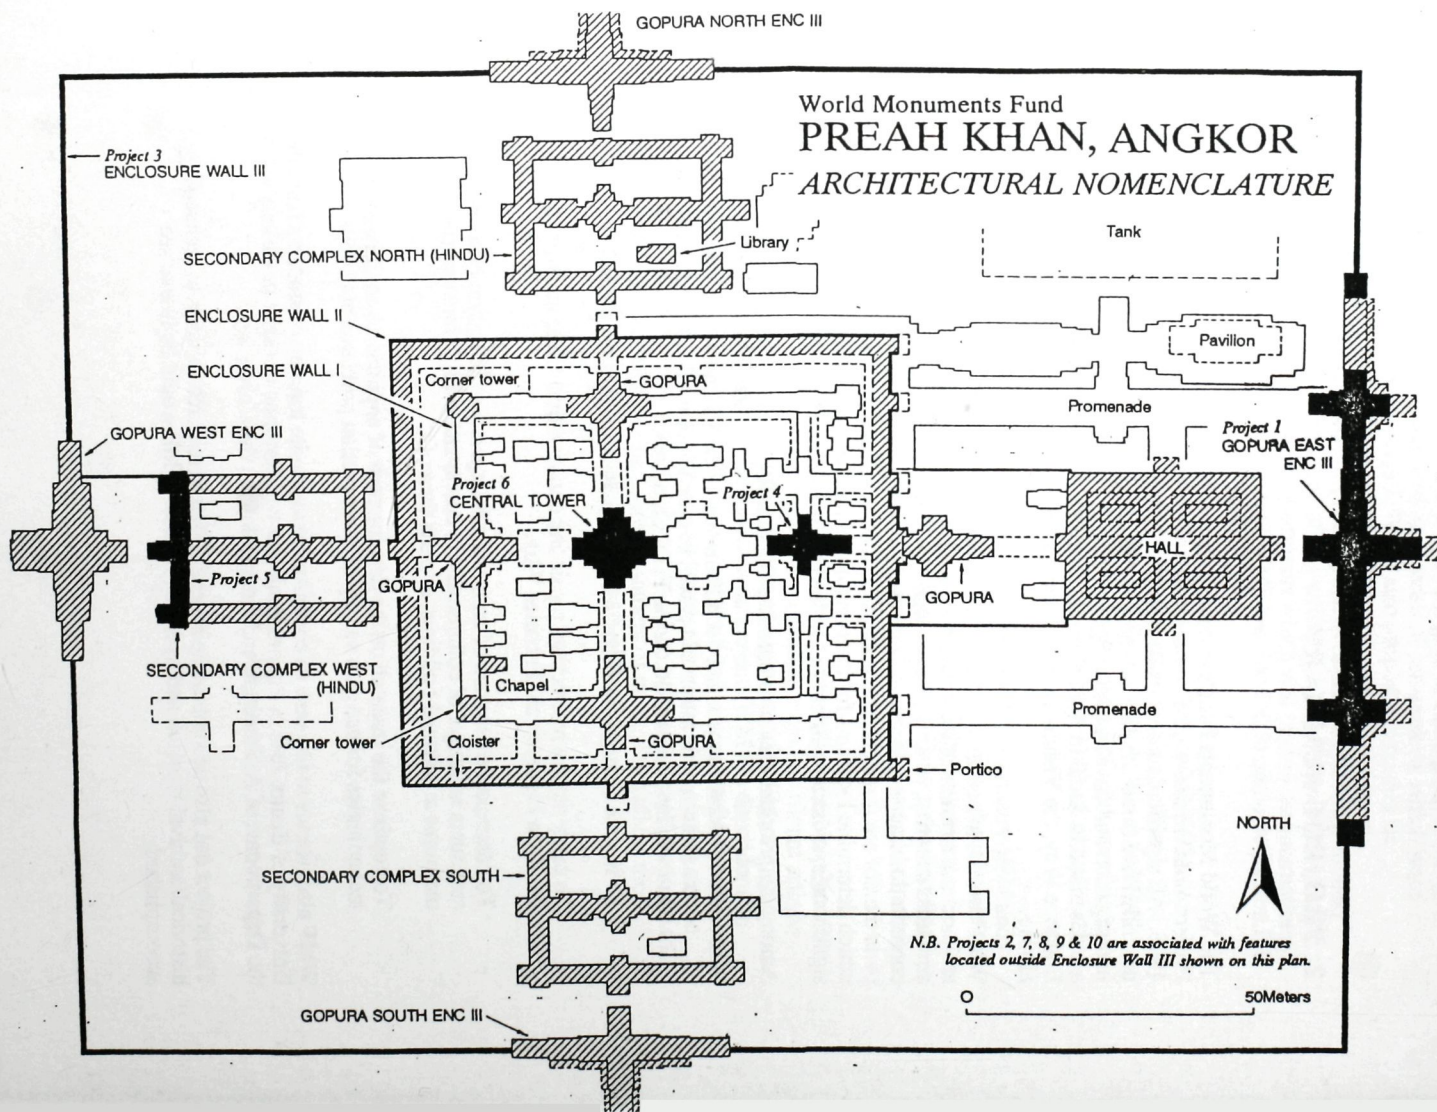 GOPURA NORTH ENC III
World Monuments Fund
PREAH KHAN, ANGKOR
ARCHITECTURAL NOMENCLATURE
Project 3
ENCLOSURE WALL III
Tank
Library
SECONDARY COMPLEX NORTH (HINDU)
ENCLOSURE WALL II
Pavillon
ENCLOSURE WALL I
Corner tower
GOPURA
Promenade
Project 1
GOPURA EAST
ENC III
GOPURA WEST ENC III
Project 6
CENTRAL TOWER
Project 4
HALL
Project 5
GOPURA
GOPURA
SECONDARY COMPLEX WEST
(HINDU)
Chapel
Promenade
Corner tower
Cloister
GOPURA
Portico
NORTH
SECONDARY COMPLEX SOUTH
N.B. Projects 2, 7, 8, 9 & 10 are associated with features
located outside Enclosure Wall III shown on this plan.
O
50Meters
GOPURA SOUTH ENC III